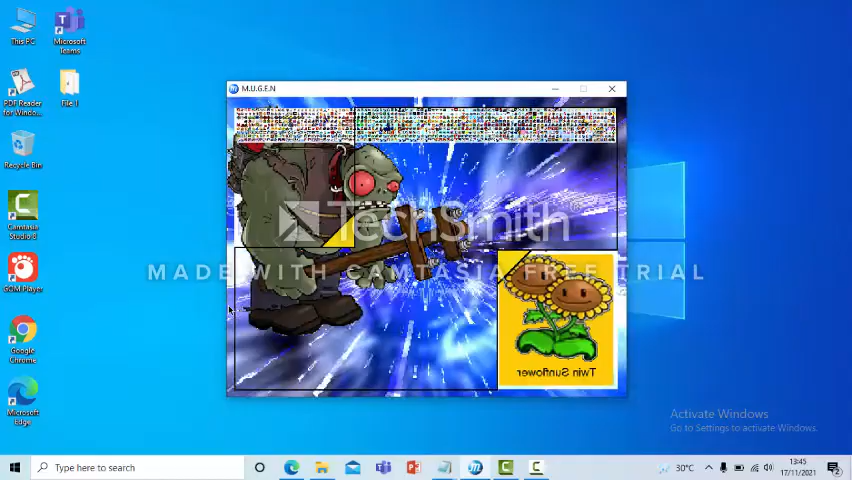 This PC
Microsoft
Teams
PDF Reader
for Windo...
File 1
Recycle Bin
Camtasia
Studio 8
GOM Player
Google
Chrome
Microsoft
Edge
M.U.G.E.N
TechSmith
MADE WITH CAMTASIA FREE TRIAL
Twin Sunflower
Activate Windows
Go to Settings to activate Windows.
Type here to search
30°C
13:45
17/11/2021
2